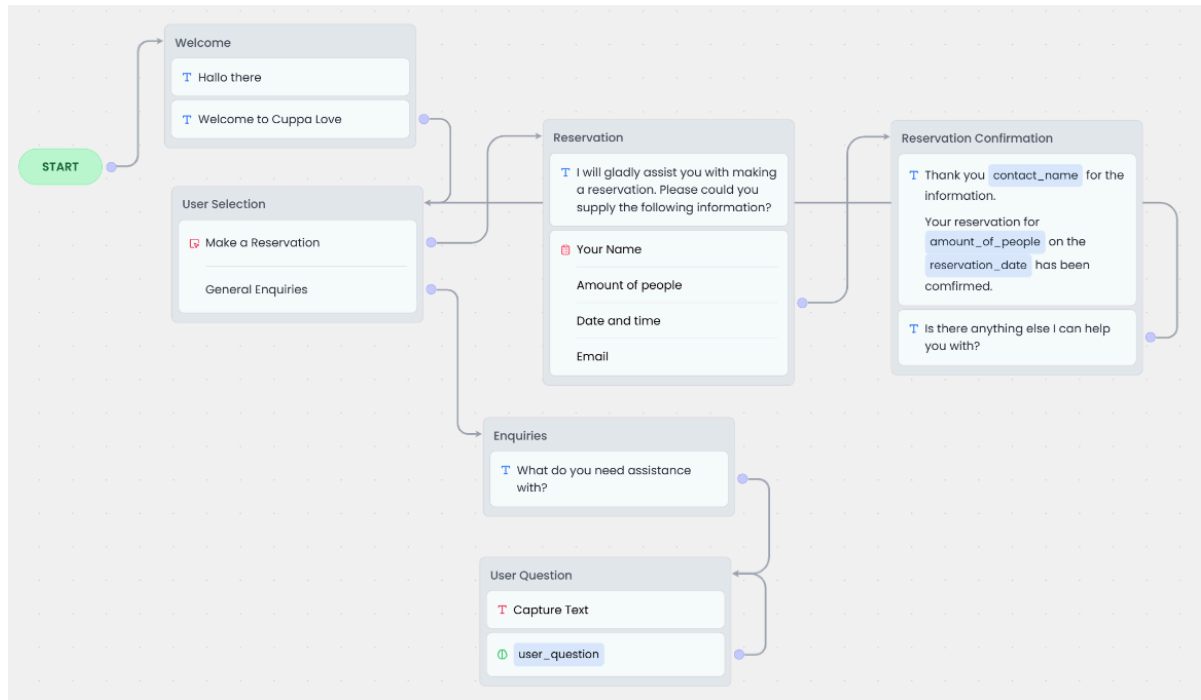 START
Welcome
Hallo there
Welcome to Cuppa Love
User Selection
Make a Reservation
General Enquiries
Reservation
I will gladly assist you with making
a reservation. Please could you
supply the following information?
Your Name
Amount of people
Date and time
Email
Reservation Confirmation
Thank you contact_name for the
information.
Your reservation for
amount_of_people on the
reservation_date has been
comfirmed.
Is there anything else I can help
you with?
Enquiries
What do you need assistance
with?
User Question
Capture Text
user_question